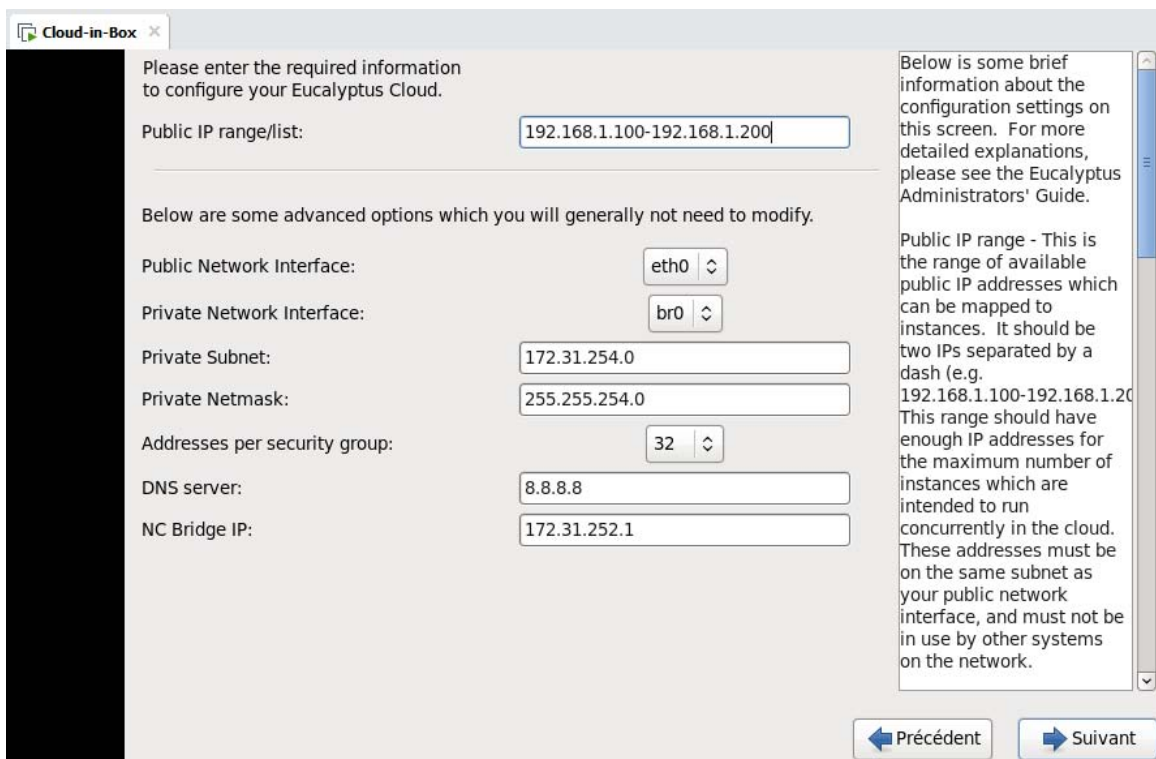 Cloud-in-Box
Please enter the required information
to configure your Eucalyptus Cloud.
Public IP range/list:
192.168.1.100-192.168.1.200
Below are some advanced options which you will generally not need to modify.
Public Network Interface:
eth0
Private Network Interface:
br0
Private Subnet:
172.31.254.0
Private Netmask:
255.255.254.0
Addresses per security group:
32
DNS server:
8.8.8.8
NC Bridge IP:
172.31.252.1
Below is some brief
information about the
configuration settings on
this screen. For more
detailed explanations,
please see the Eucalyptus
Administrators' Guide.
Public IP range - This is
the range of available
public IP addresses which
can be mapped to
instances. It should be
two IPs separated by a
dash (e.g.
192.168.1.100-192.168.1.20
This range should have
enough IP addresses for
the maximum number of
instances which are
intended to run
concurrently in the cloud.
These addresses must be
on the same subnet as
your public network
interface, and must not be
in use by other systems
on the network.
Précédent
Suivant